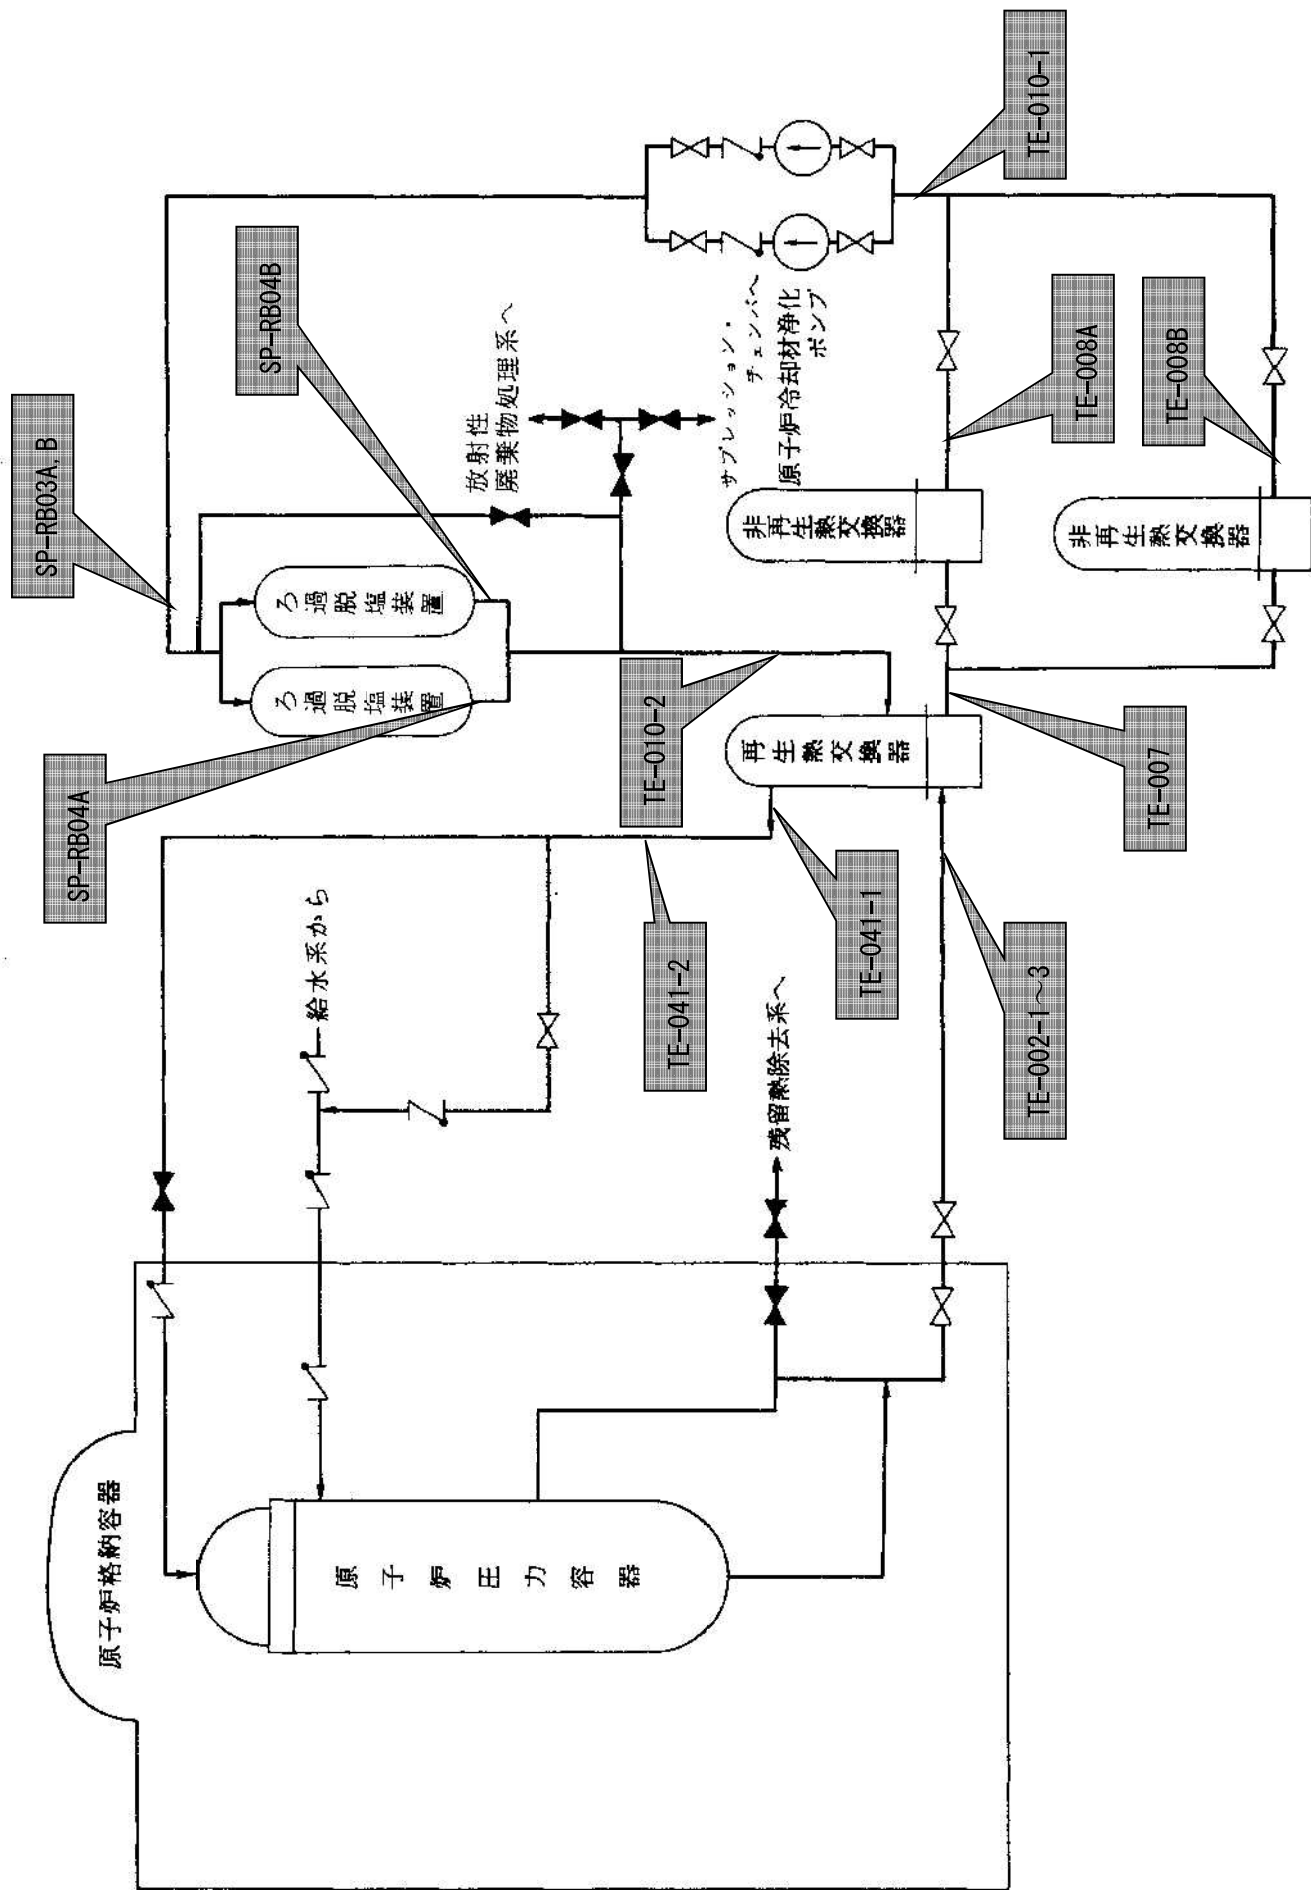 SP-RB03A,B
SP-RB04B
SP-RB04A
TE-010-1
原子炉格納容器
給水系から
ろ過脱塩装置
ろ過脱塩装置
放射性
廃棄物処理系へ
サプレッション・
チェンバへ
原子炉冷却材浄化
ポンプ
TE-008A
TE-008B
非再生熱交換器
非再生熱交換器
再生熱交換器
TE-010-2
TE-007
TE-041-2
TE-041-1
TE-002-1～3
残留熱除去系へ
原子炉圧力容器